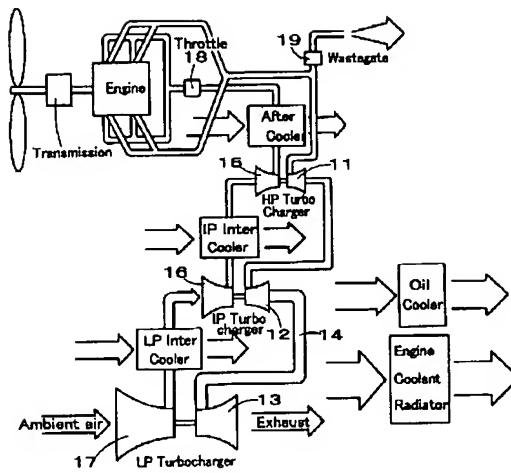 19
Throttle
18
Wastagate
Engine
Transmission
After
Cooler
15
11
HP Turbo
Charger
IP Inter
Cooler
16
IP Turbo
charger
12
14
Oil
Cooler
LP Inter
Cooler
Engine
Coolant
Radiator
13
Ambient air
Exhaust
17
LP Turbocharger